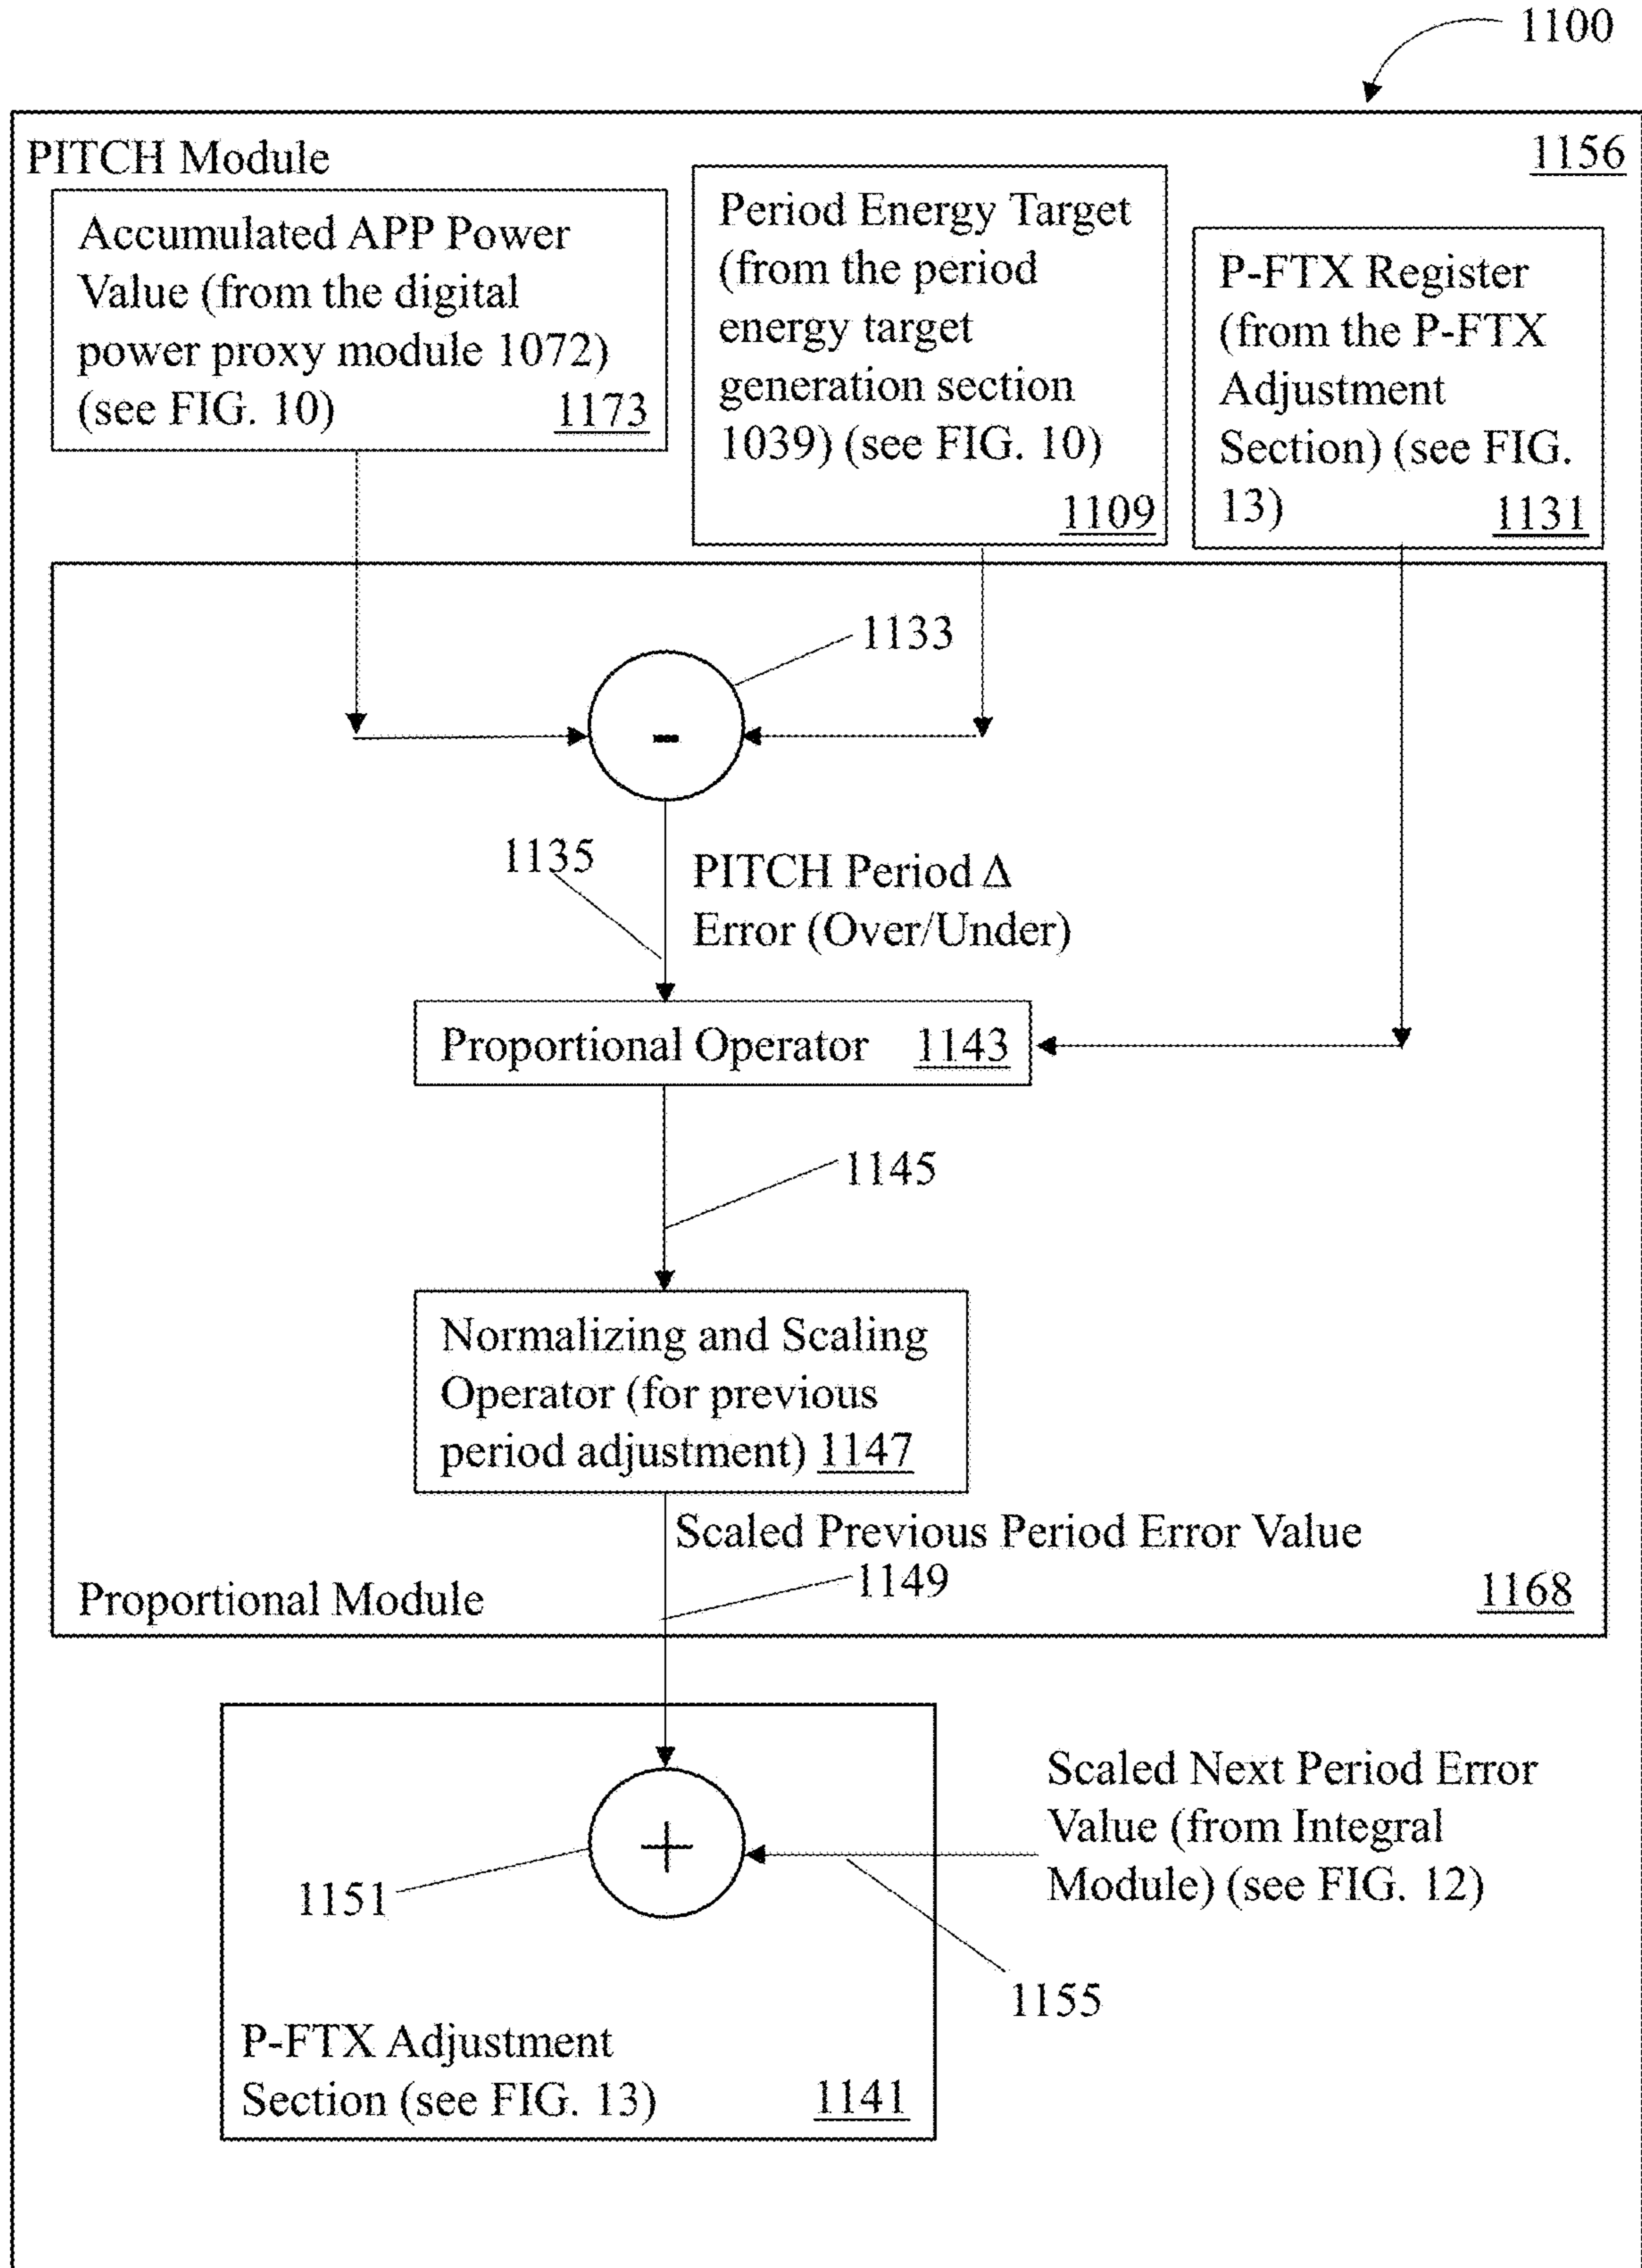 1100
PITCH Module
1156
Accumulated APP Power
Value (from the digital
power proxy module 1072)
(see FIG. 10)
1173
Period Energy Target
(from the period
energy target
generation section
1039) (see FIG. 10)
1109
P-FTX Register
(from the P-FTX
Adjustment
Section) (see FIG.
13)
1131
1133
-
1135
PITCH Period Δ
Error (Over/Under)
Proportional Operator 1143
1145
Normalizing and Scaling
Operator (for previous
period adjustment) 1147
Scaled Previous Period Error Value
1149
Proportional Module
1168
+
1151
Scaled Next Period Error
Value (from Integral
Module) (see FIG. 12)
1155
P-FTX Adjustment
Section (see FIG. 13)
1141